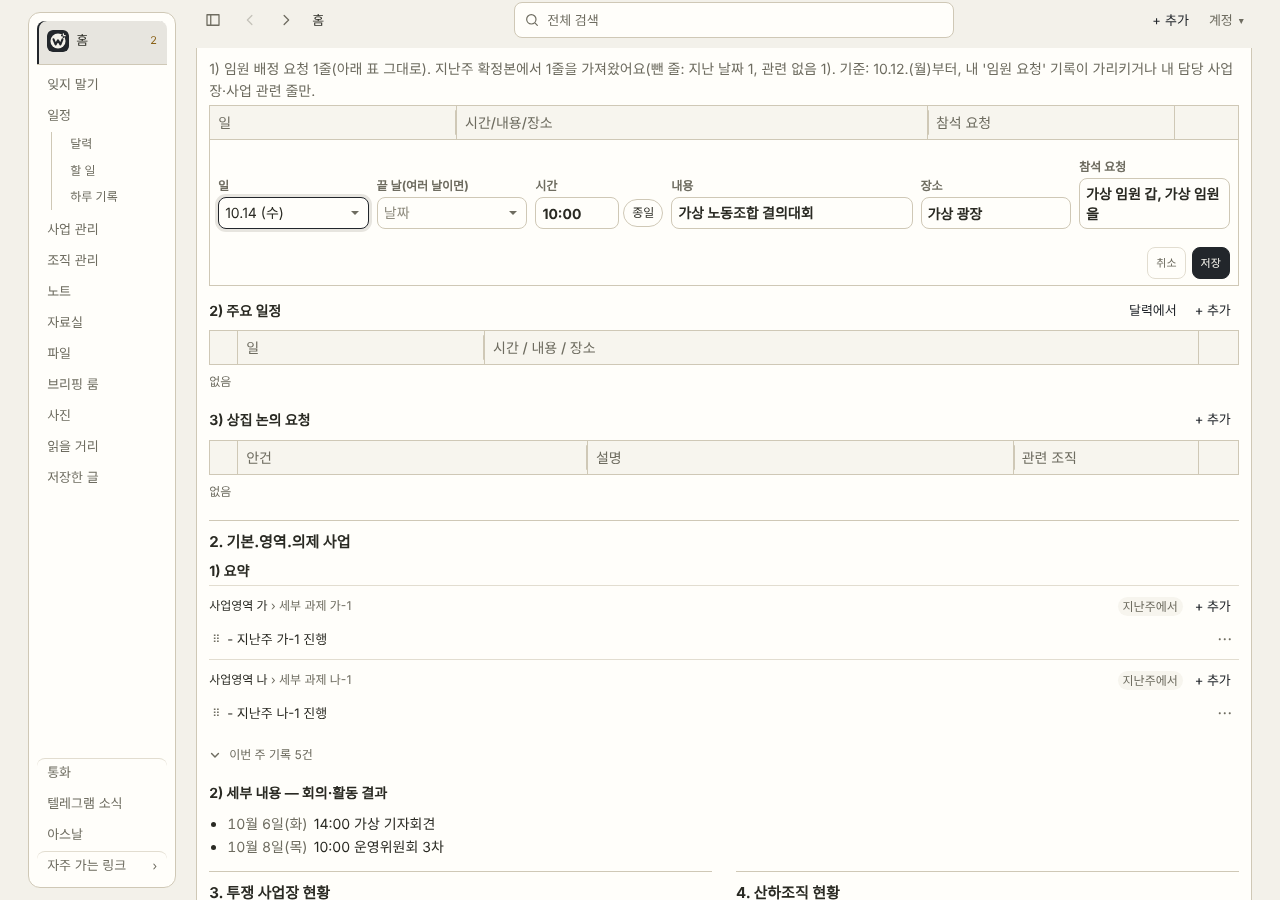 홈
2
잊지 말기
일정
달력
할 일
하루 기록
사업 관리
조직 관리
노트
자료실
파일
브리핑 룸
사진
읽을 거리
저장한 글
통화
텔레그램 소식
아스날
자주 가는 링크 ›
홈
전체 검색
+ 추가
계정 ▾
1) 임원 배정 요청 1줄(아래 표 그대로). 지난주 확정본에서 1줄을 가져왔어요(뺀 줄: 지난 날짜 1, 관련 없음 1). 기준: 10.12.(월)부터, 내 '임원 요청' 기록이 가리키거나 내 담당 사업
장·사업 관련 줄만.
일 시간/내용/장소 참석 요청
일 끝 날(여러 날이면) 시간 내용 장소 참석 요청
10.14 (수) 날짜 10:00 종일 가상 노동조합 결의대회 가상 광장 가상 임원 갑, 가상 임원
을
취소 저장
2) 주요 일정 달력에서 + 추가
일 시간 / 내용 / 장소
없음
3) 상집 논의 요청 + 추가
안건 설명 관련 조직
없음
2. 기본.영역.의제 사업
1) 요약
사업영역 가 › 세부 과제 가-1 지난주에서 + 추가
- 지난주 가-1 진행 ⋯
사업영역 나 › 세부 과제 나-1 지난주에서 + 추가
- 지난주 나-1 진행 ⋯
이번 주 기록 5건
2) 세부 내용 — 회의·활동 결과
• 10월 6일(화) 14:00 가상 기자회견
• 10월 8일(목) 10:00 운영위원회 3차
3. 투쟁 사업장 현황 4. 산하조직 현황